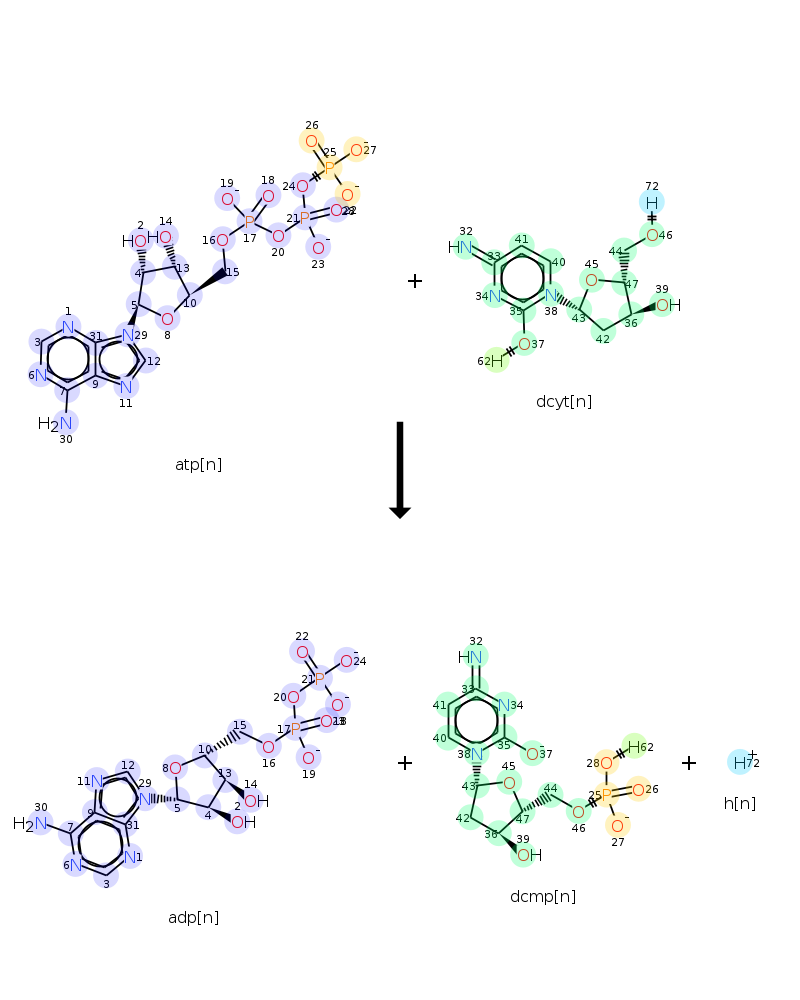 26
25
O
O⁻
27
P
19
18
24
O
O⁻
O
O⁻
2
14
21
P
O
22
HO
HO
16
O
P
17
O
20
O⁻
23
4
13
15
5
10
1
N
O
8
31
N
29
3
12
6
N
9
7
N
11
H₂N
30
atp[n]
+
72
H
32
41
HN
33
O
46
44
40
45
O
47
34
N
35
N
38
39
OH
43
36
42
O
37
62
H
dcyt[n]
22
O
O⁻
24
21
P
20
O
O⁻
15
17
P
O
10
O
16
O⁻
19
8
O
12
13
11
N
29
N
14
OH
30
H₂N
9
5
2
OH
4
7
31
6
N
N
1
3
adp[n]
+
32
HN
33
41
N
34
40
35
O⁻
37
38
N
H
62
28
O
45
O
43
44
25
P
O
26
47
O
46
O⁻
27
42
36
39
OH
dcmp[n]
+
H⁺
72
h[n]